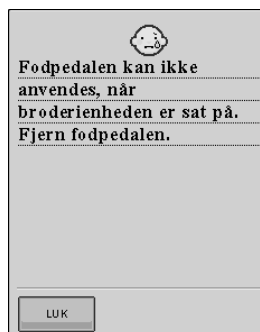 Fodpedalen kan ikke
anvendes, når
broderienheden er sat på.
Fjern fodpedalen.
LUK